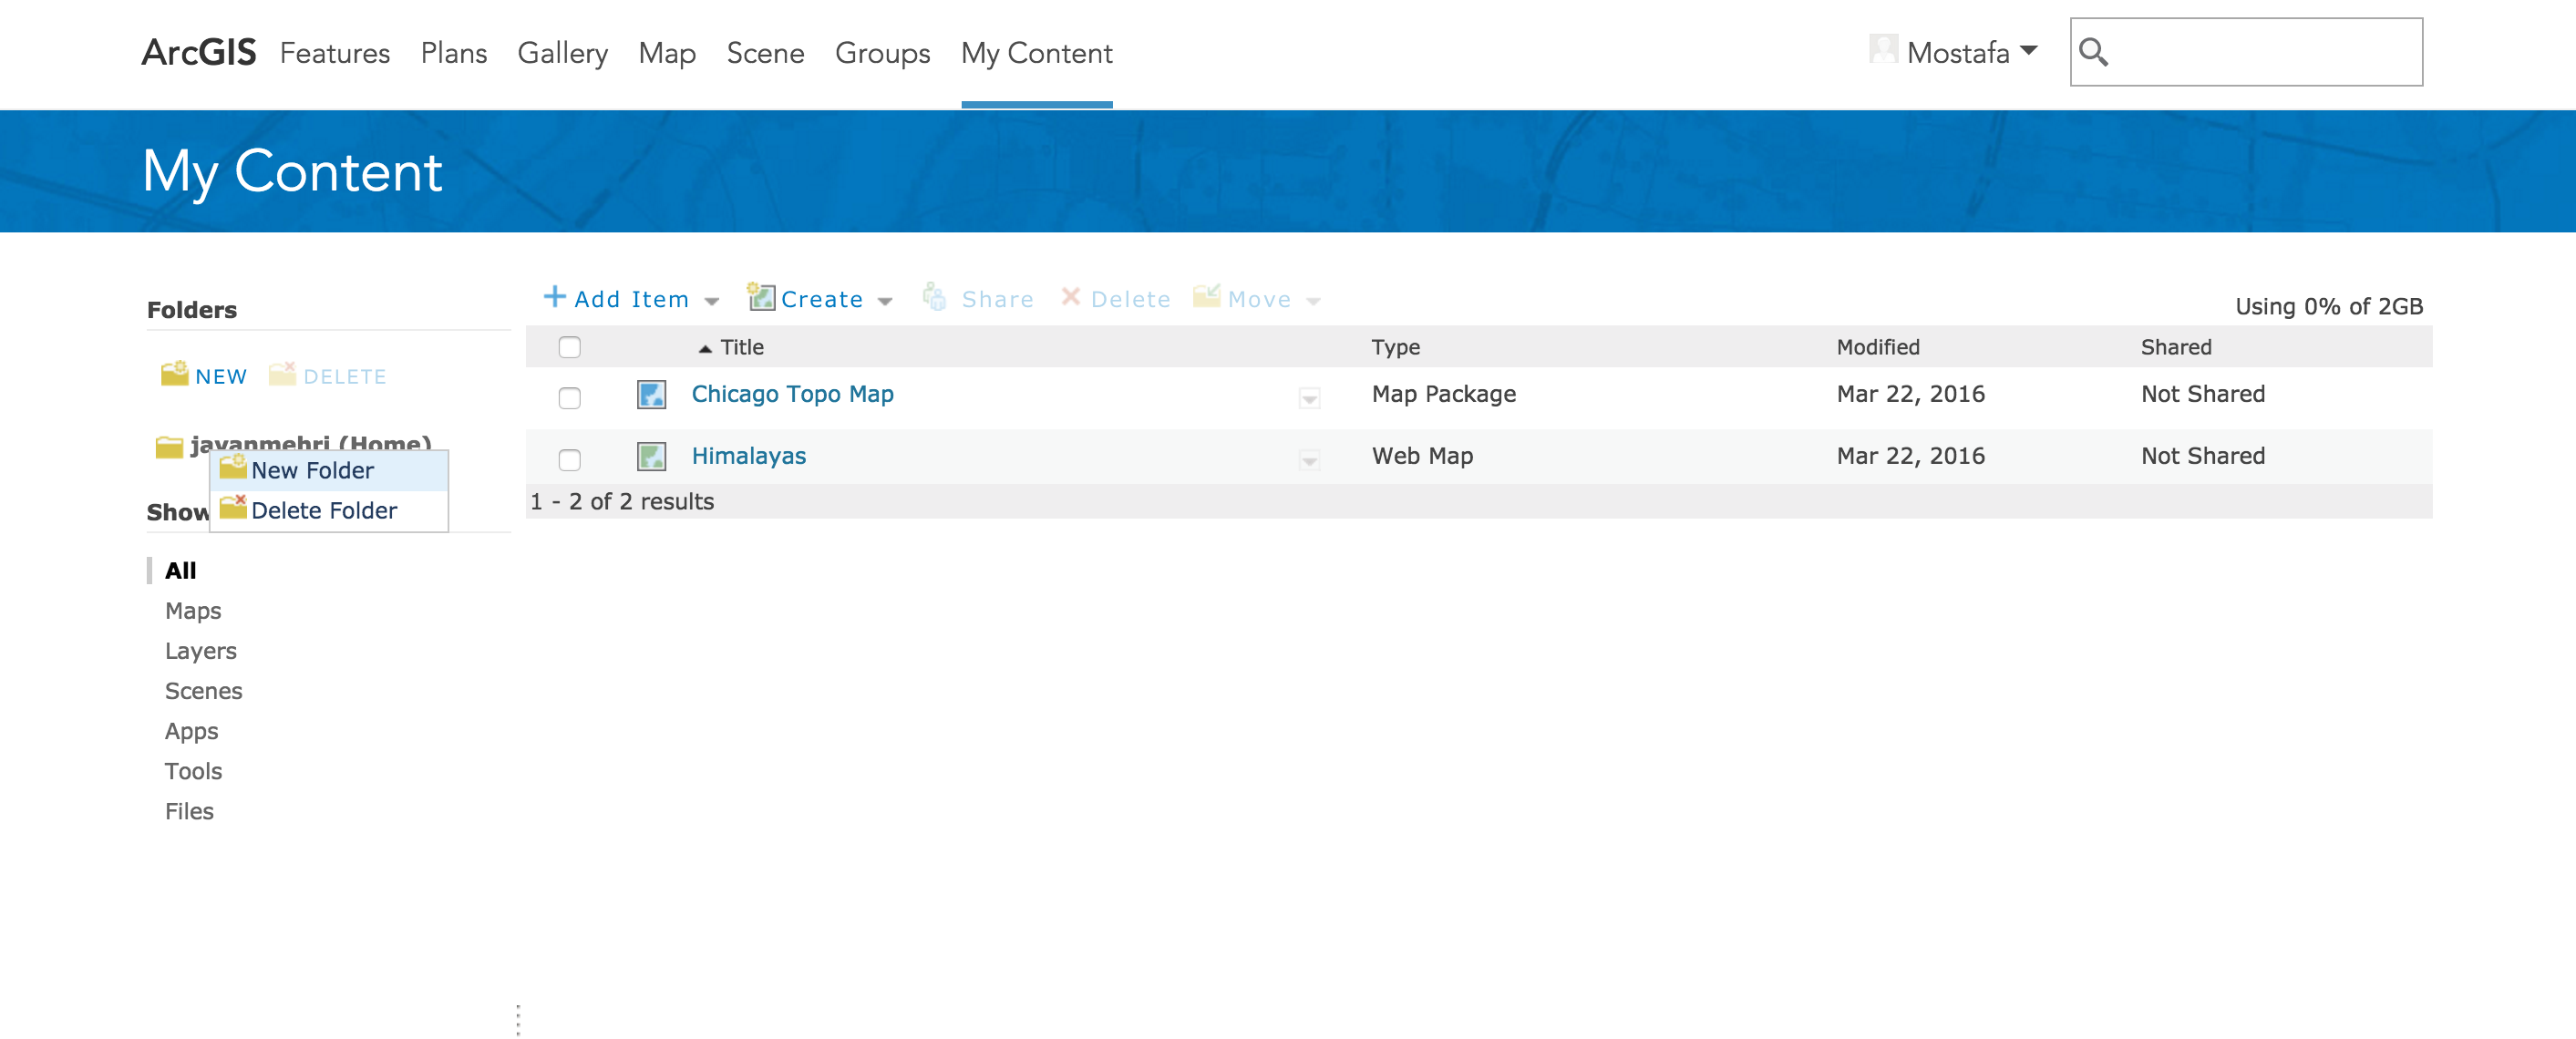 ArcGIS Features Plans Gallery Map Scene Groups My Content Mostafa
My Content
Folders
NEW DELETE
javanmehri (Home)
New Folder
Delete Folder
Show
All
Maps
Layers
Scenes
Apps
Tools
Files
Add Item Create Share Delete Move
Using 0% of 2GB
Title Type Modified Shared
Chicago Topo Map Map Package Mar 22, 2016 Not Shared
Himalayas Web Map Mar 22, 2016 Not Shared
1 - 2 of 2 results